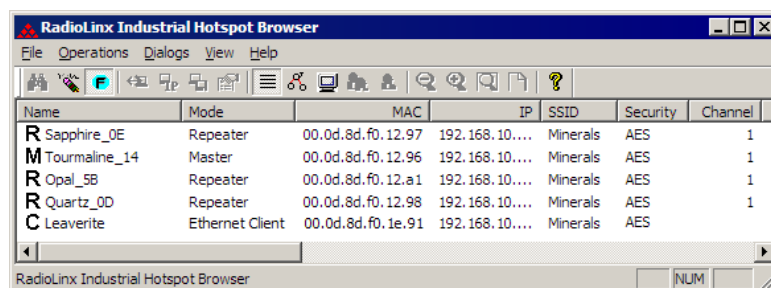 RadioLinx Industrial Hotspot Browser
File Operations Dialogs View Help
F IP ?
Name Mode MAC IP SSID Security Channel
R Sapphire_0E Repeater 00.0d.8d.f0.12.97 192.168.10.... Minerals AES 1
M Tourmaline_14 Master 00.0d.8d.f0.12.96 192.168.10.... Minerals AES 1
R Opal_5B Repeater 00.0d.8d.f0.12.a1 192.168.10.... Minerals AES 1
R Quartz_0D Repeater 00.0d.8d.f0.12.98 192.168.10.... Minerals AES 1
C Leaverite Ethernet Client 00.0d.8d.f0.1e.91 192.168.10.... Minerals AES
RadioLinx Industrial Hotspot Browser NUM